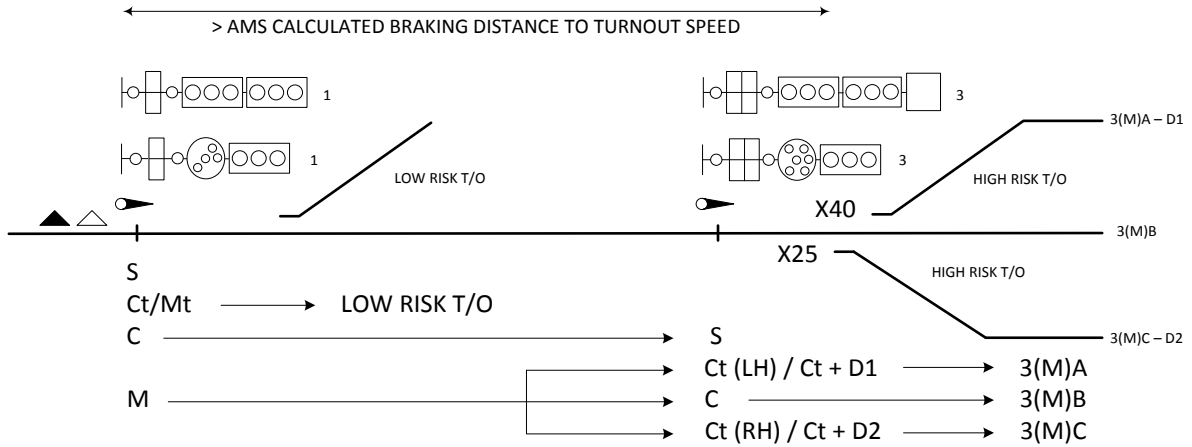 > AMS CALCULATED BRAKING DISTANCE TO TURNOUT SPEED
1
3
3(M)A – D1
1
LOW RISK T/O
3
HIGH RISK T/O
X40
3(M)B
X25
HIGH RISK T/O
S
Ct/Mt LOW RISK T/O
3(M)C – D2
C S
Ct (LH) / Ct + D1 3(M)A
M C 3(M)B
Ct (RH) / Ct + D2 3(M)C